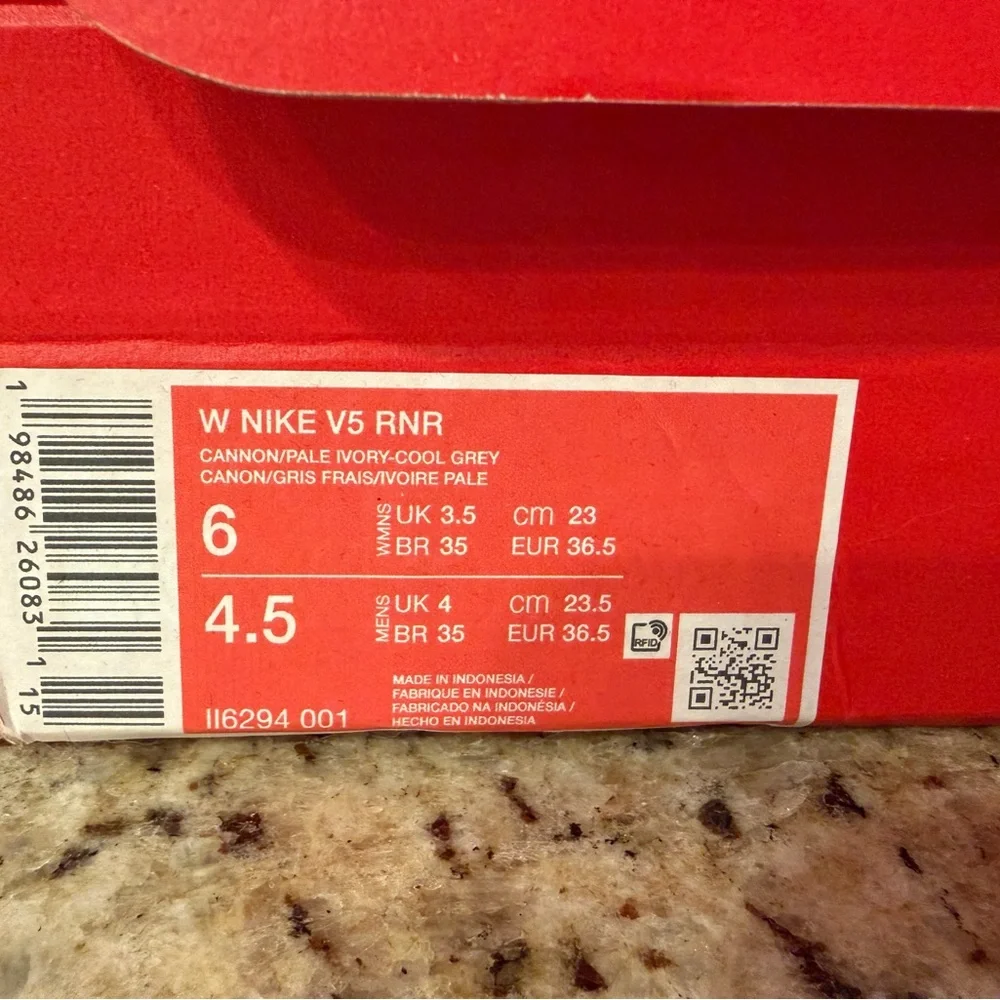 W NIKE V5 RNR
CANNON/PALE IVORY-COOL GREY
CANON/GRIS FRAIS/IVOIRE PALE
6
WMNS
UK 3.5 cm 23
BR 35 EUR 36.5
4.5
MENS
UK 4 cm 23.5
BR 35 EUR 36.5
RFID
MADE IN INDONESIA /
FABRIQUE EN INDONESIE /
FABRICADO NA INDONÉSIA /
HECHO EN INDONESIA
II6294 001
1 98486 26083 1 15